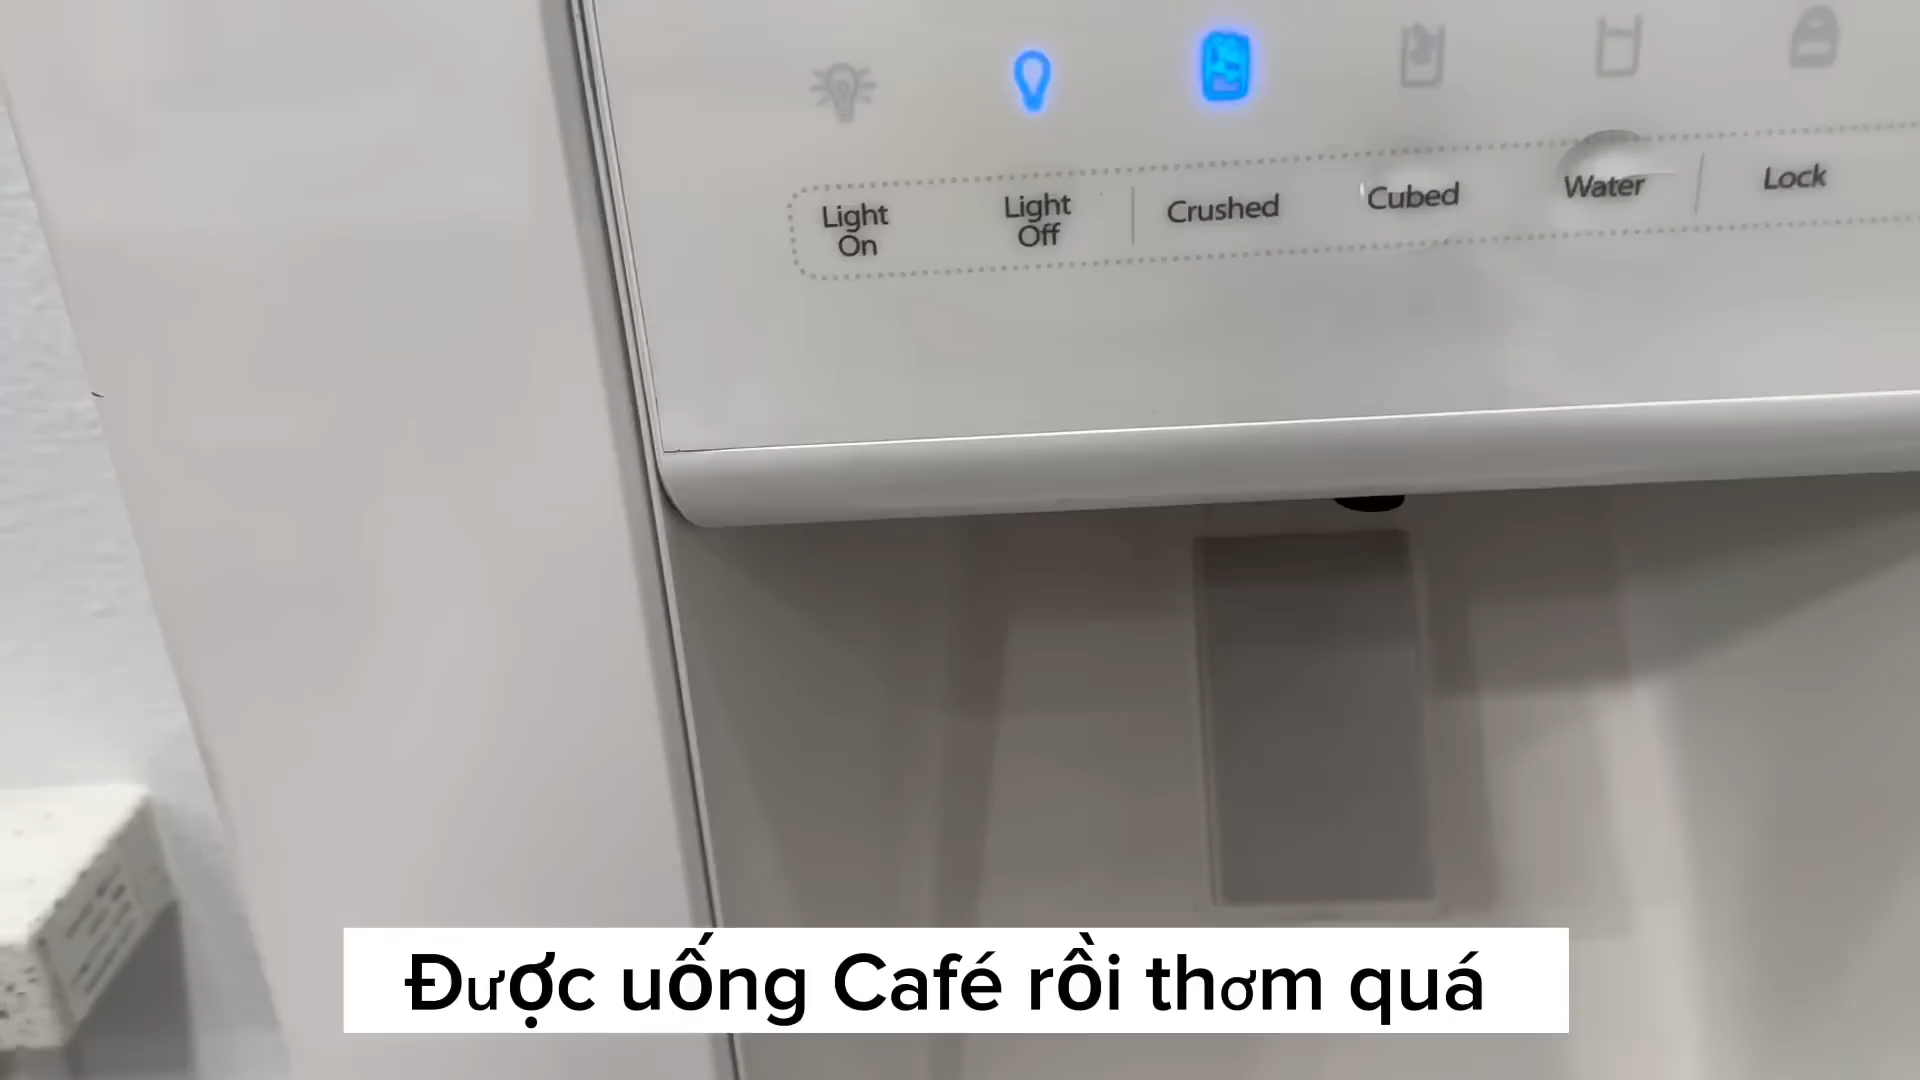 Light On
Light Off
Crushed
Cubed
Water
Lock
Được uống Café rồi thơm quá